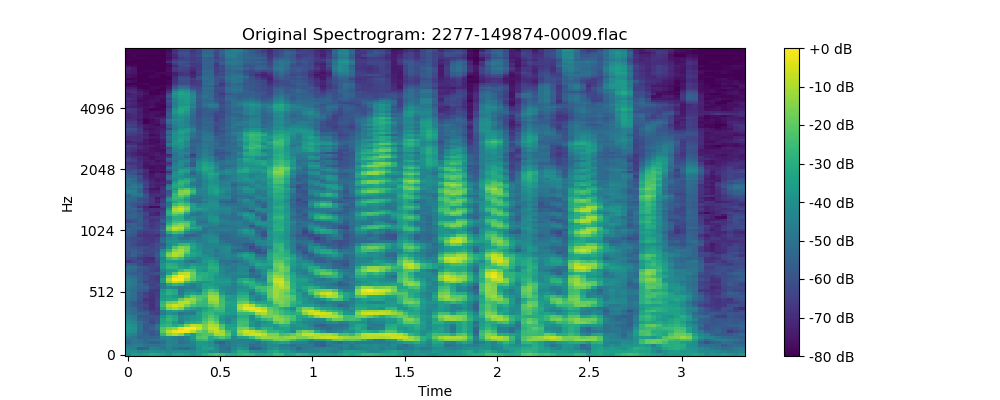 Original Spectrogram: 2277-149874-0009.flac
+0 dB
4096
-10 dB
-20 dB
2048
-30 dB
Hz
-40 dB
1024
-50 dB
512
-60 dB
-70 dB
0
-80 dB
0 0.5 1 1.5 2 2.5 3
Time